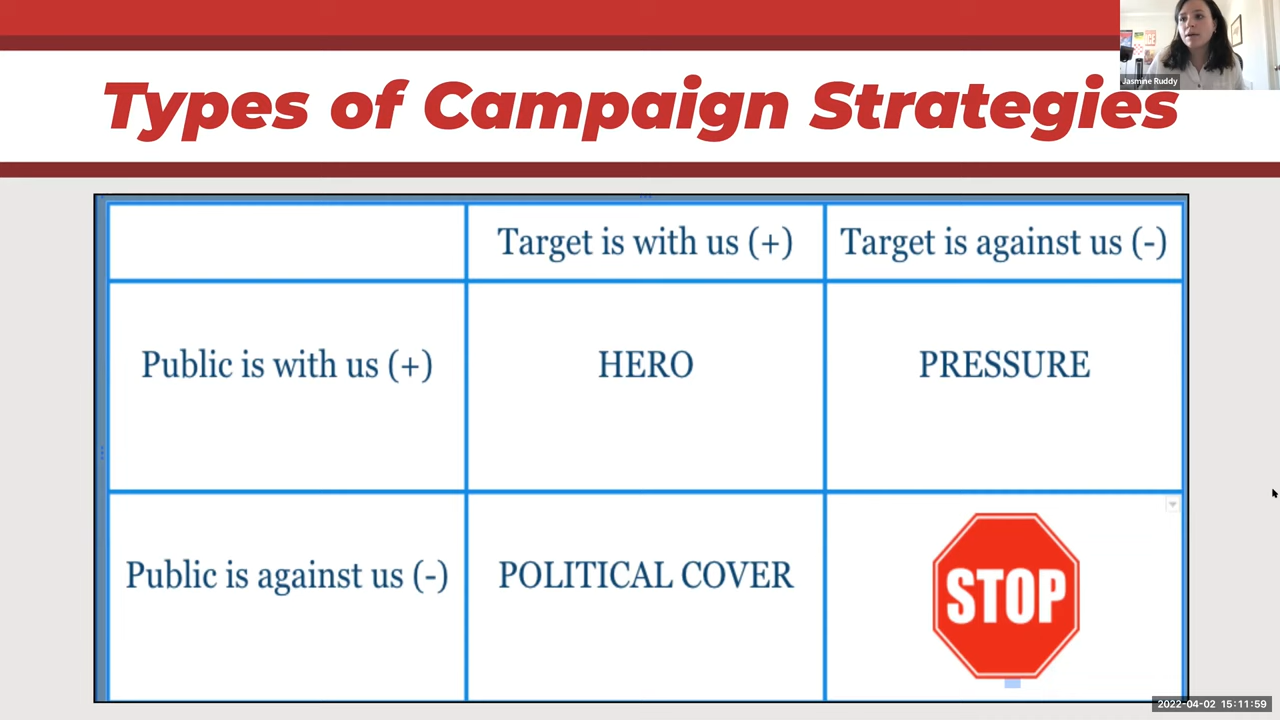 Types of Campaign Strategies
Jasmine Ruddy
Target is with us (+)
Target is against us (-)
Public is with us (+)
HERO
PRESSURE
Public is against us (-)
POLITICAL COVER
STOP
2022-04-02 15:11:59